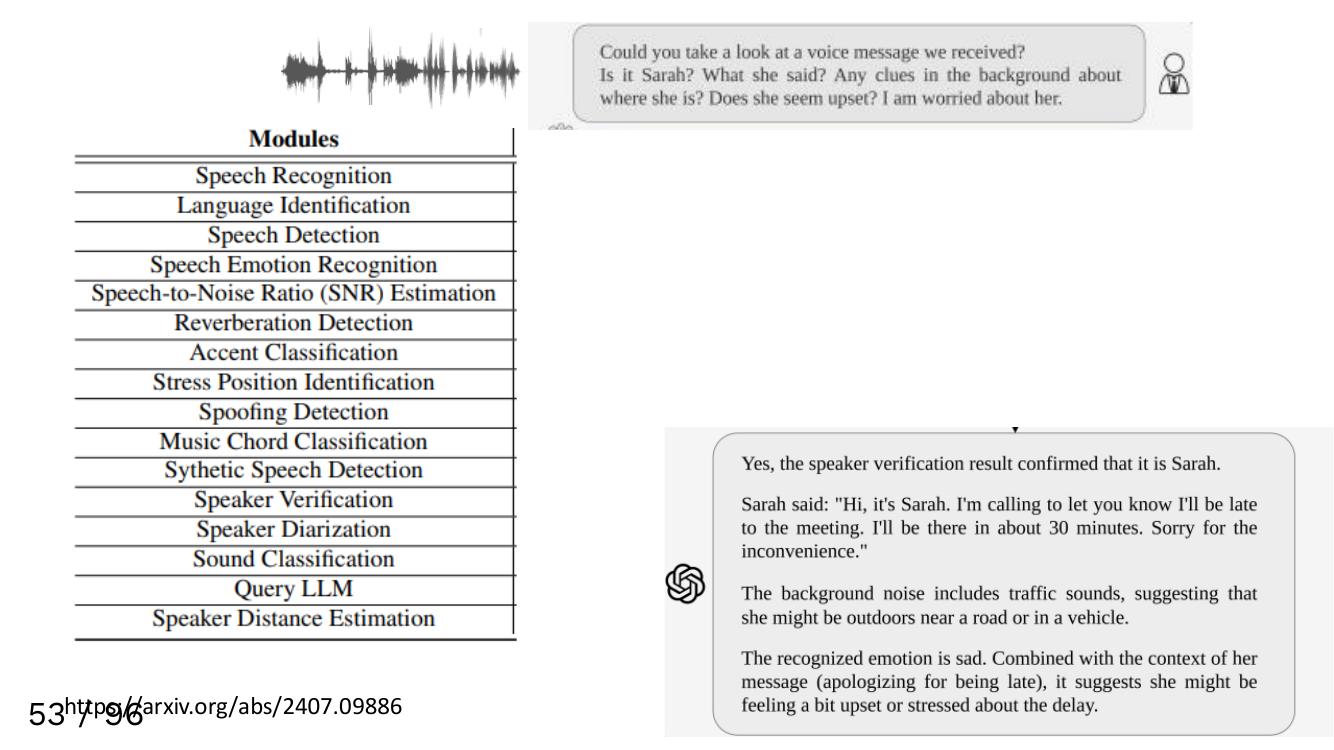 Could you take a look at a voice message we received?
Is it Sarah? What she said? Any clues in the background about
where she is? Does she seem upset? I am worried about her.
Modules
Speech Recognition
Language Identification
Speech Detection
Speech Emotion Recognition
Speech-to-Noise Ratio (SNR) Estimation
Reverberation Detection
Accent Classification
Stress Position Identification
Spoofing Detection
Music Chord Classification
Sythetic Speech Detection
Speaker Verification
Speaker Diarization
Sound Classification
Query LLM
Speaker Distance Estimation
Yes, the speaker verification result confirmed that it is Sarah.
Sarah said: "Hi, it's Sarah. I'm calling to let you know I'll be late
to the meeting. I'll be there in about 30 minutes. Sorry for the
inconvenience."
The background noise includes traffic sounds, suggesting that
she might be outdoors near a road or in a vehicle.
The recognized emotion is sad. Combined with the context of her
message (apologizing for being late), it suggests she might be
feeling a bit upset or stressed about the delay.
https://arxiv.org/abs/2407.09886
53 / 96